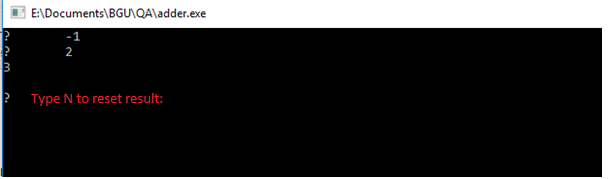 E:\Documents\BGU\QA\adder.exe
? -1
? 2
3
? Type N to reset result: